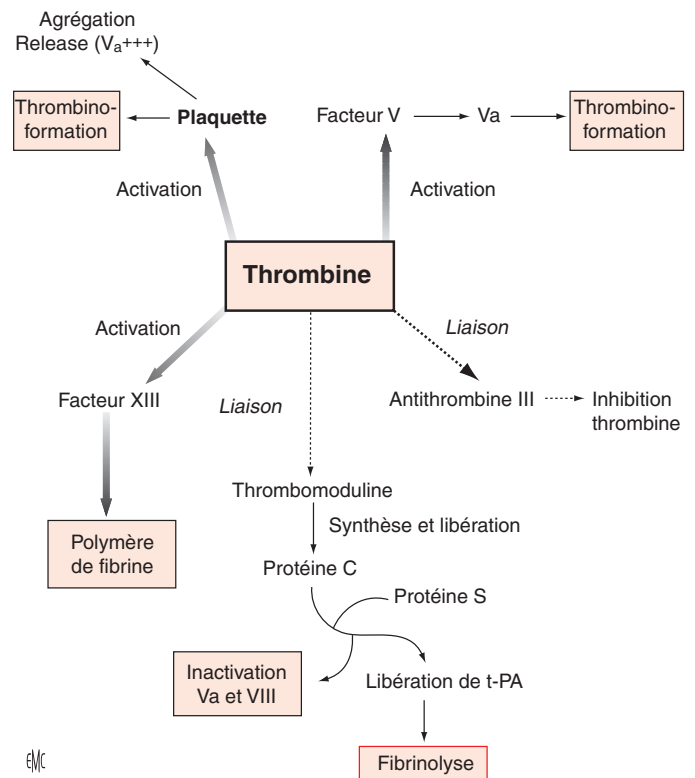 Agrégation
Release (Va+++)
Thrombino-
formation
Plaquette
Facteur V
Va
Thrombino-
formation
Activation
Activation
Thrombine
Activation
Liaison
Facteur XIII
Liaison
Antithrombine III
Inhibition
thrombine
Thrombomoduline
Synthèse et libération
Polymère
de fibrine
Protéine C
Protéine S
Inactivation
Va et VIII
Libération de t-PA
Fibrinolyse
EMC